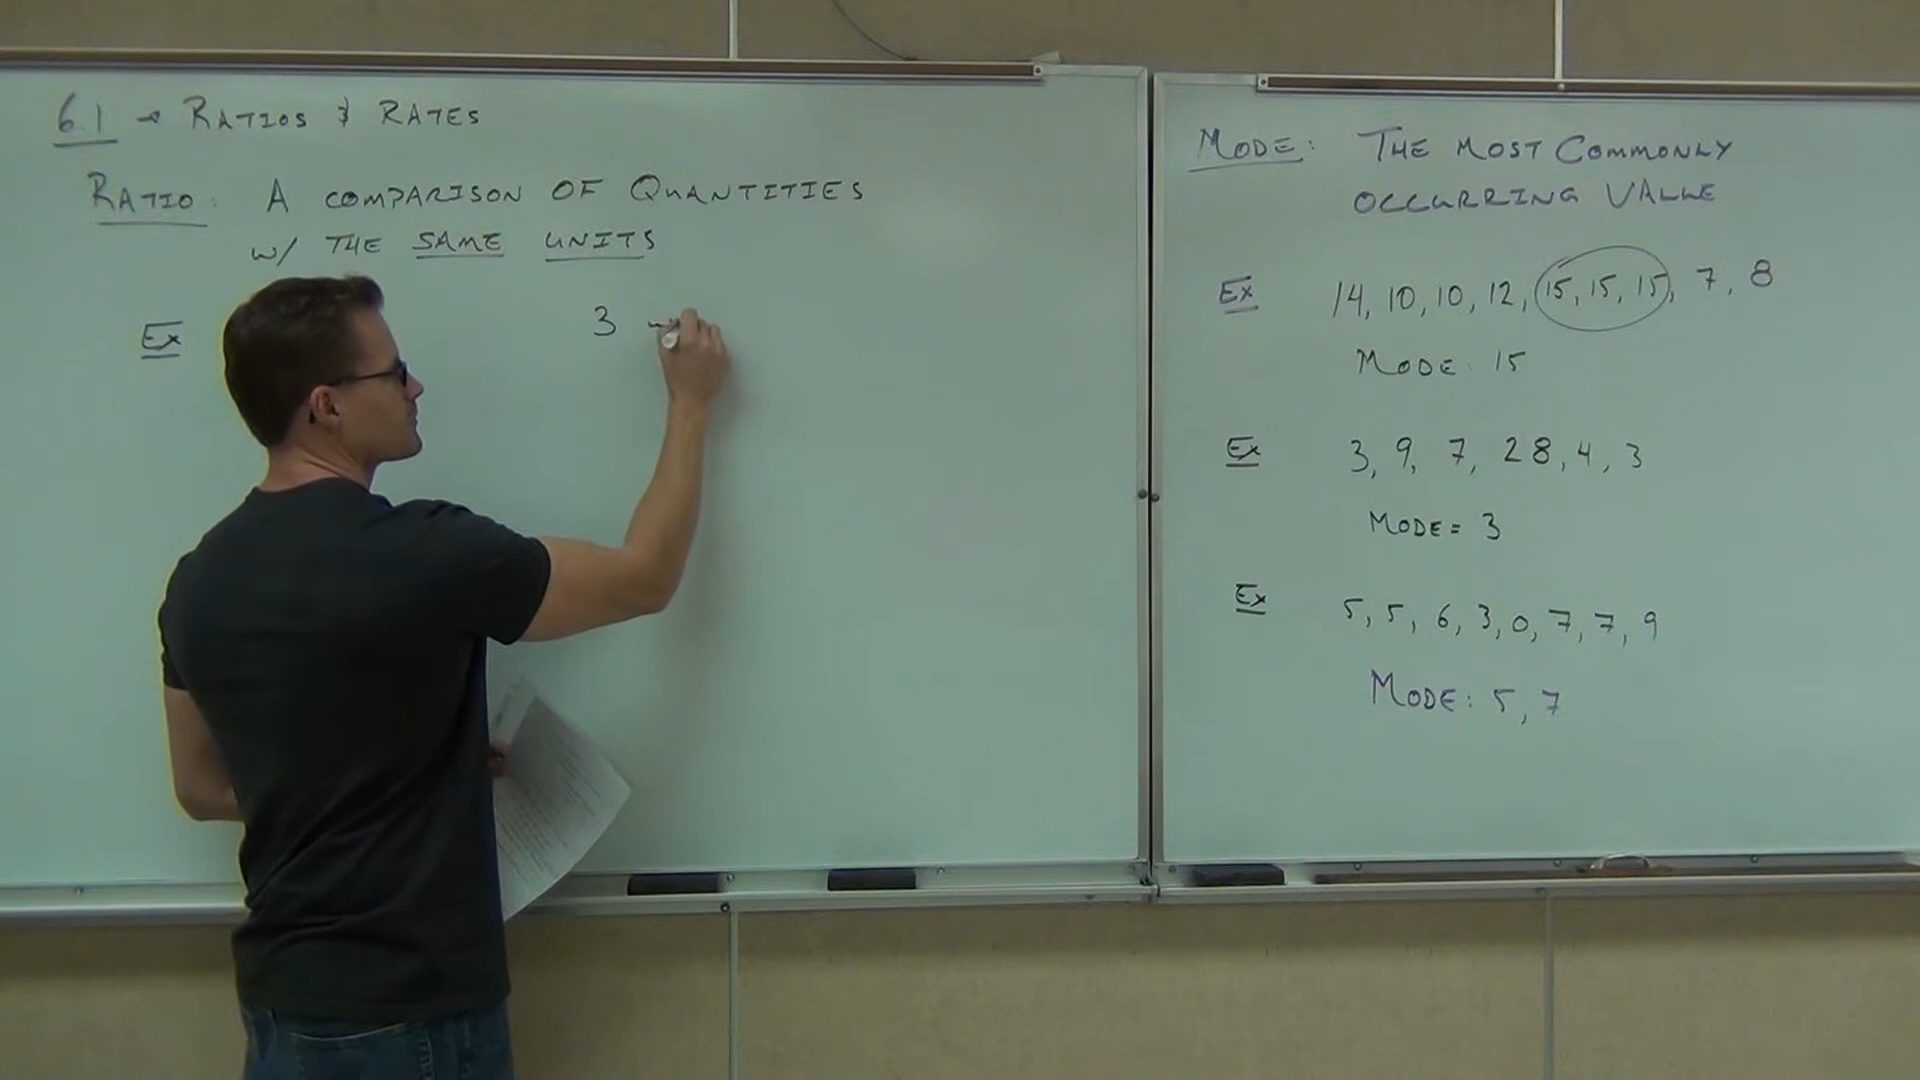 6.1 → RATIOS & RATES
RATIO: A COMPARISON OF QUANTITIES
W/ THE SAME UNITS
Ex
3
MODE: THE MOST COMMONLY
OCCURRING VALUE
Ex 14, 10, 10, 12, 15, 15, 15, 7, 8
MODE: 15
Ex 3, 9, 7, 28, 4, 3
MODE = 3
Ex 5, 5, 6, 3, 0, 7, 7, 9
MODE: 5, 7